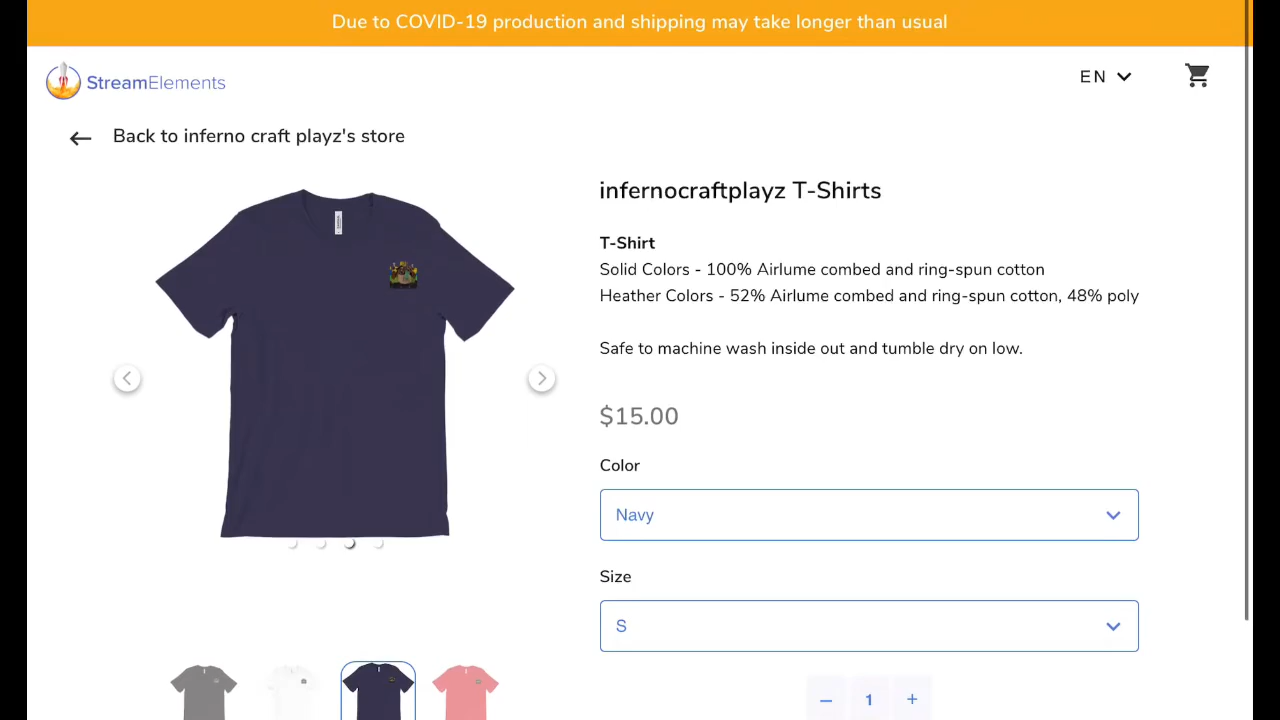 Due to COVID-19 production and shipping may take longer than usual
StreamElements
EN
Back to inferno craft playz's store
infernocraftplayz T-Shirts
T-Shirt
Solid Colors - 100% Airlume combed and ring-spun cotton
Heather Colors - 52% Airlume combed and ring-spun cotton, 48% poly
Safe to machine wash inside out and tumble dry on low.
$15.00
Color
Navy
Size
S
– 1 +